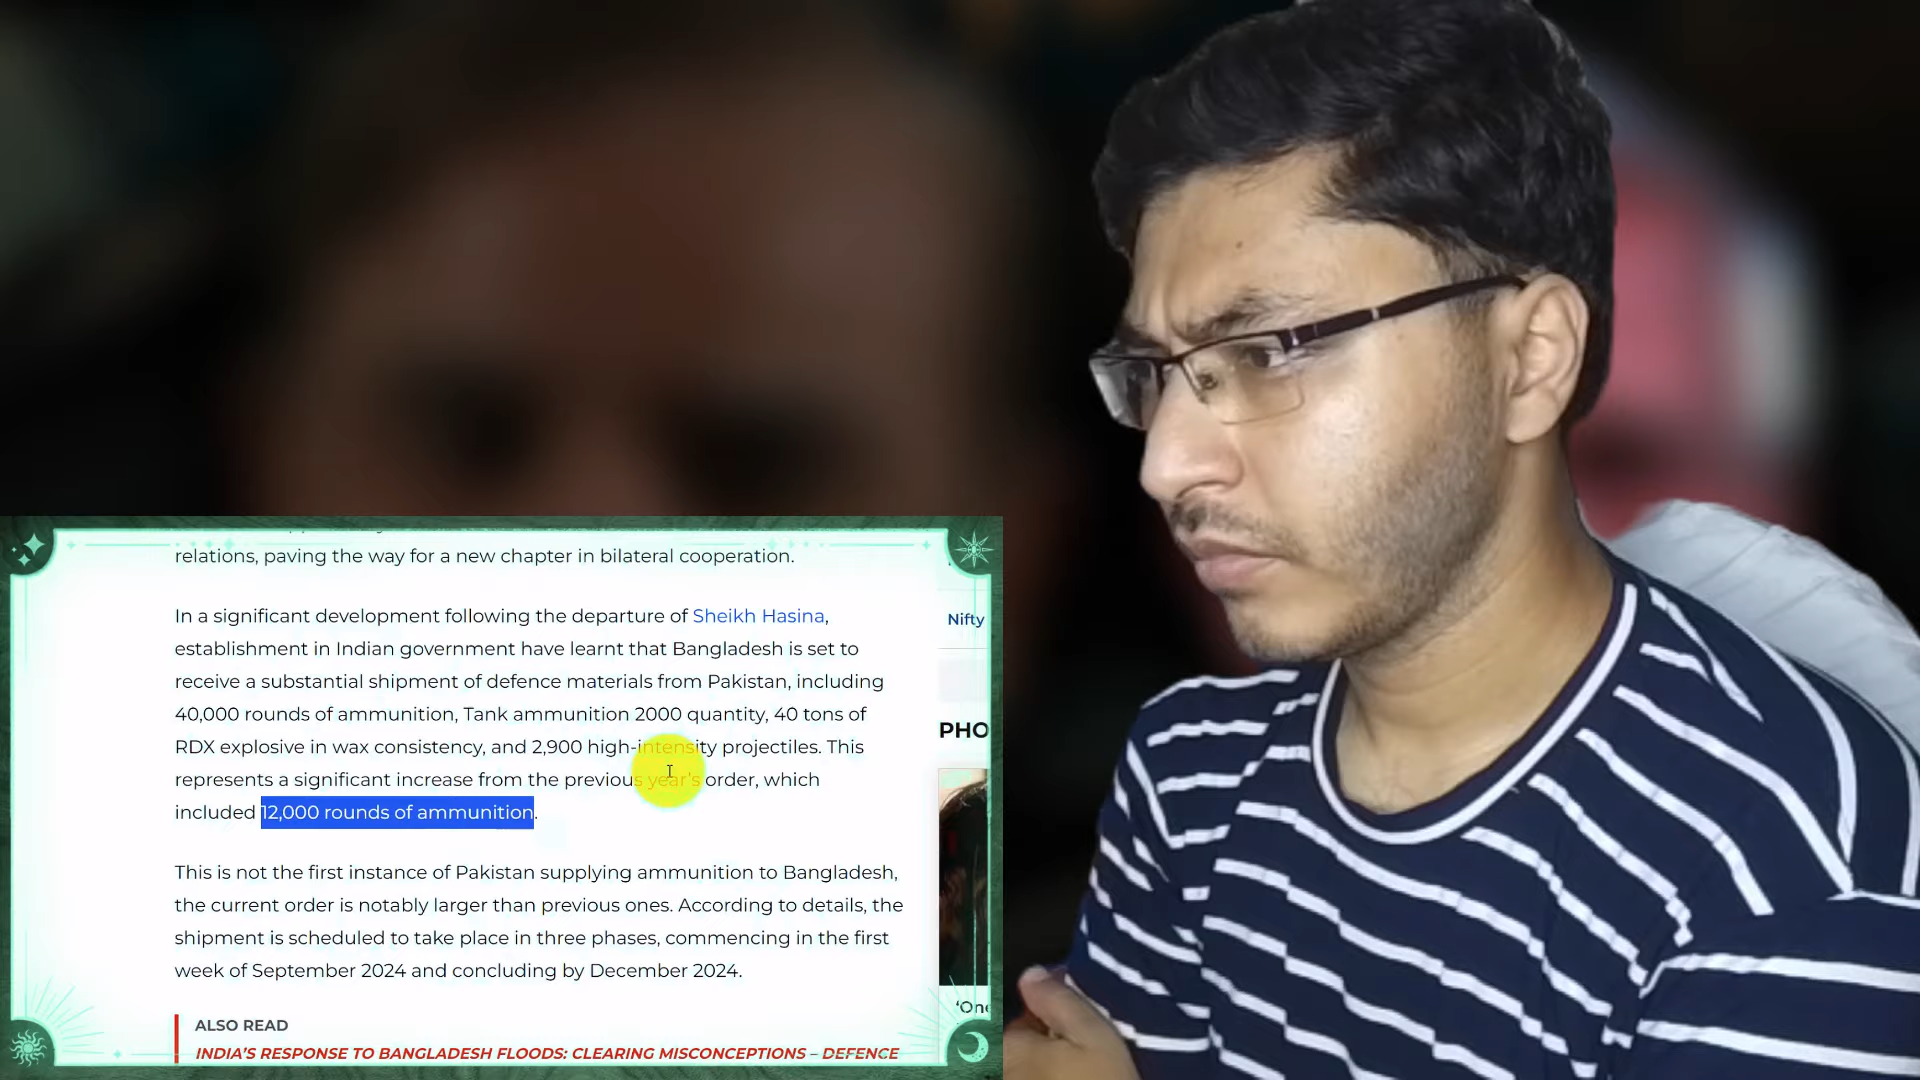 relations, paving the way for a new chapter in bilateral cooperation.
In a significant development following the departure of Sheikh Hasina,
establishment in Indian government have learnt that Bangladesh is set to
receive a substantial shipment of defence materials from Pakistan, including
40,000 rounds of ammunition, Tank ammunition 2000 quantity, 40 tons of
RDX explosive in wax consistency, and 2,900 high-intensity projectiles. This
represents a significant increase from the previous year's order, which
included 12,000 rounds of ammunition.
This is not the first instance of Pakistan supplying ammunition to Bangladesh,
the current order is notably larger than previous ones. According to details, the
shipment is scheduled to take place in three phases, commencing in the first
week of September 2024 and concluding by December 2024.
ALSO READ
INDIA'S RESPONSE TO BANGLADESH FLOODS: CLEARING MISCONCEPTIONS – DEFENCE
Nifty
PHO
'One